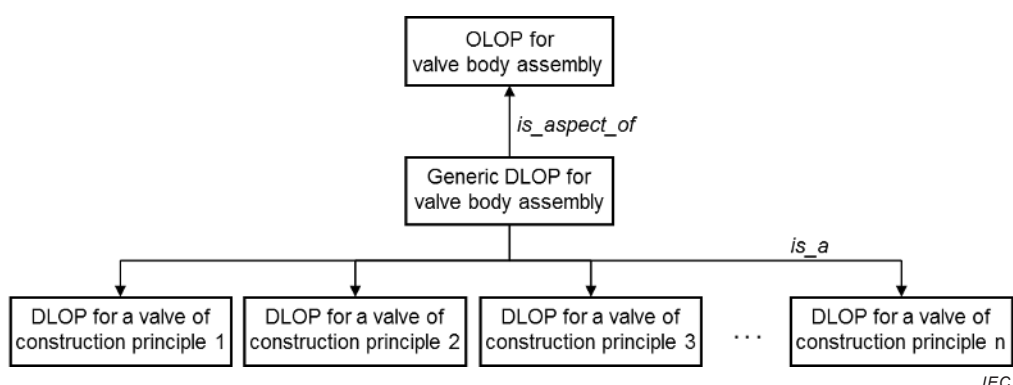 OLOP for
valve body assembly
is_aspect_of
Generic DLOP for
valve body assembly
is_a
DLOP for a valve of
construction principle 1
DLOP for a valve of
construction principle 2
DLOP for a valve of
construction principle 3
...
DLOP for a valve of
construction principle n
IEC